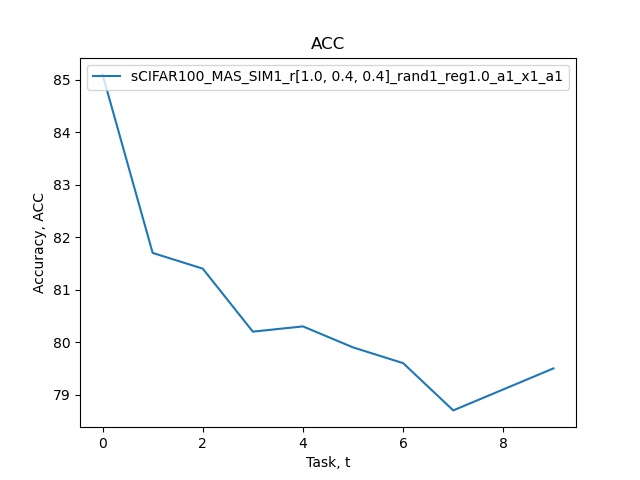 ACC
sCIFAR100_MAS_SIM1_r[1.0, 0.4, 0.4]_rand1_reg1.0_a1_x1_a1
85
84
83
82
81
80
79
Accuracy, ACC
0 2 4 6 8
Task, t